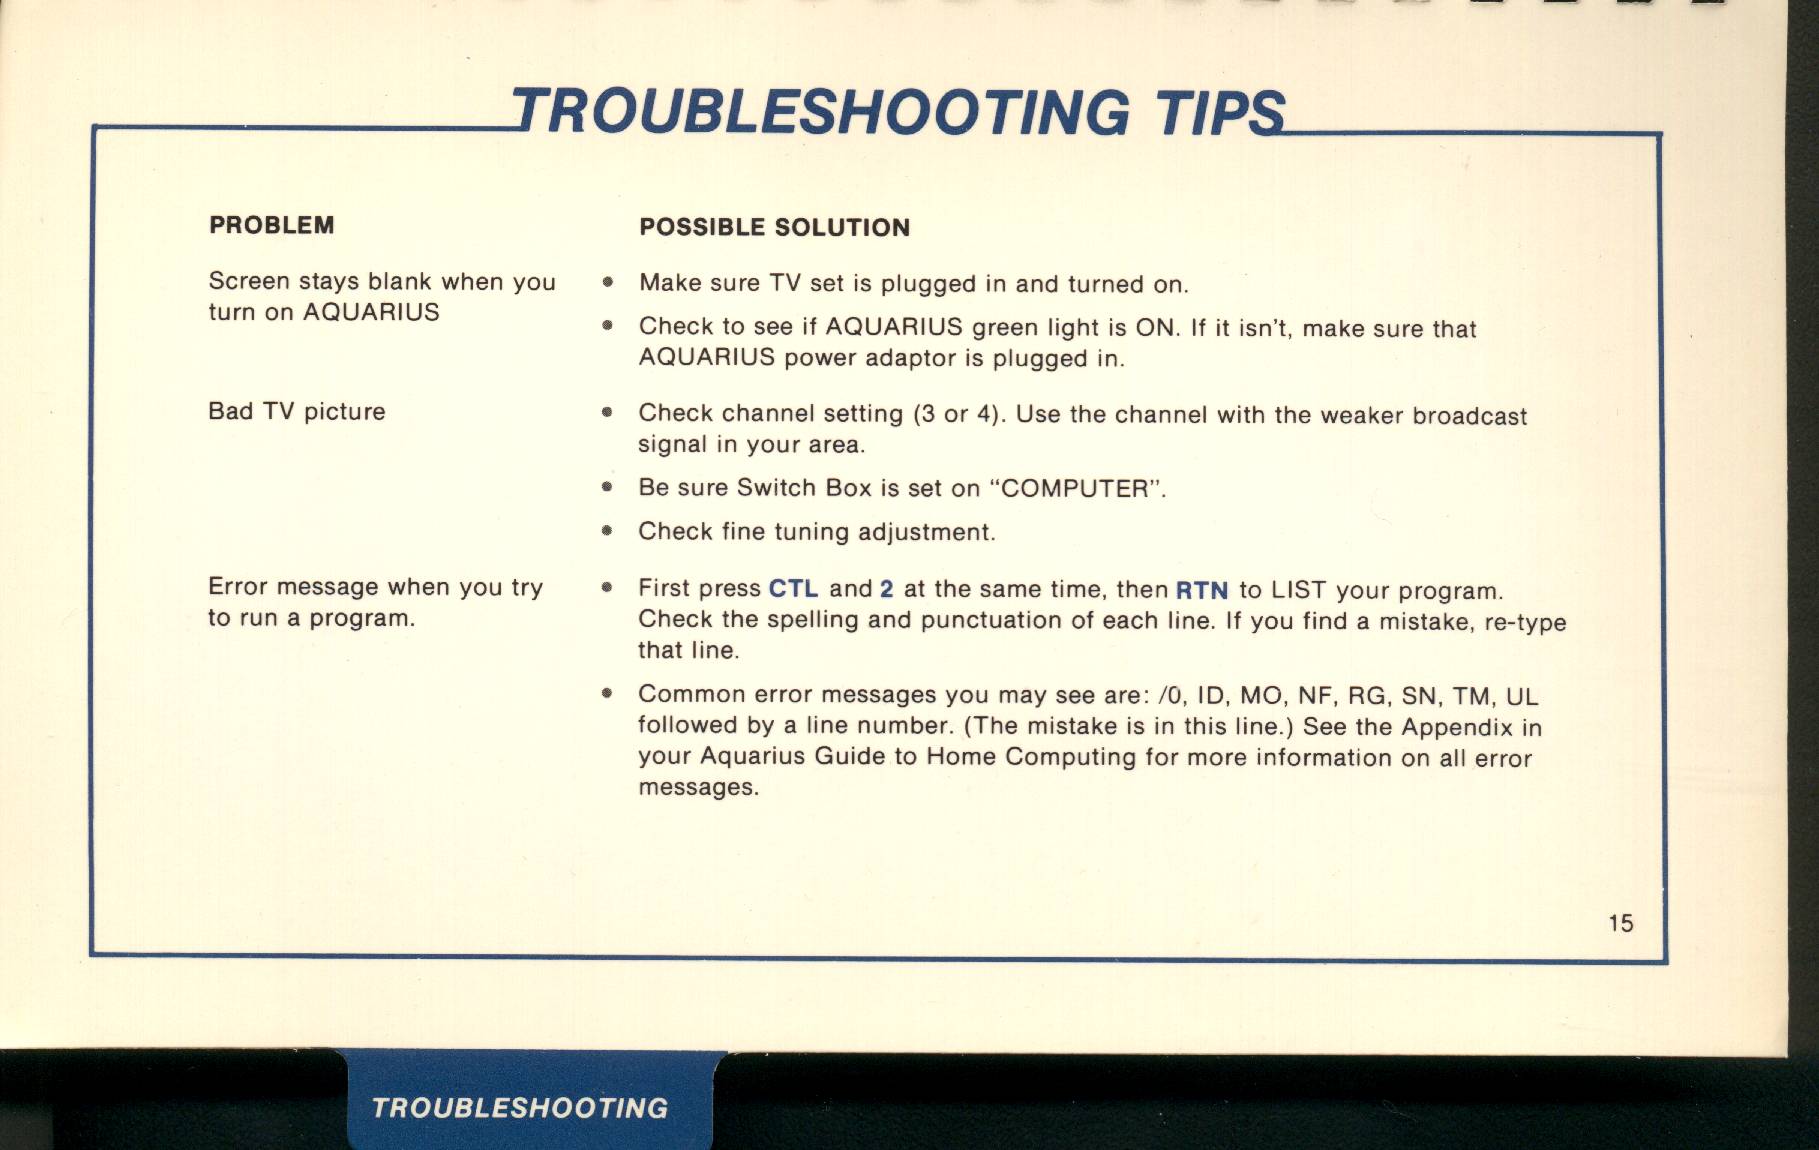 TROUBLESHOOTING TIPS
PROBLEM
POSSIBLE SOLUTION
Screen stays blank when you
turn on AQUARIUS
• Make sure TV set is plugged in and turned on.
• Check to see if AQUARIUS green light is ON. If it isn't, make sure that
AQUARIUS power adaptor is plugged in.
Bad TV picture
• Check channel setting (3 or 4). Use the channel with the weaker broadcast
signal in your area.
• Be sure Switch Box is set on “COMPUTER”.
• Check fine tuning adjustment.
Error message when you try
to run a program.
• First press CTL and 2 at the same time, then RTN to LIST your program.
Check the spelling and punctuation of each line. If you find a mistake, re-type
that line.
• Common error messages you may see are: /0, ID, MO, NF, RG, SN, TM, UL
followed by a line number. (The mistake is in this line.) See the Appendix in
your Aquarius Guide to Home Computing for more information on all error
messages.
15
TROUBLESHOOTING